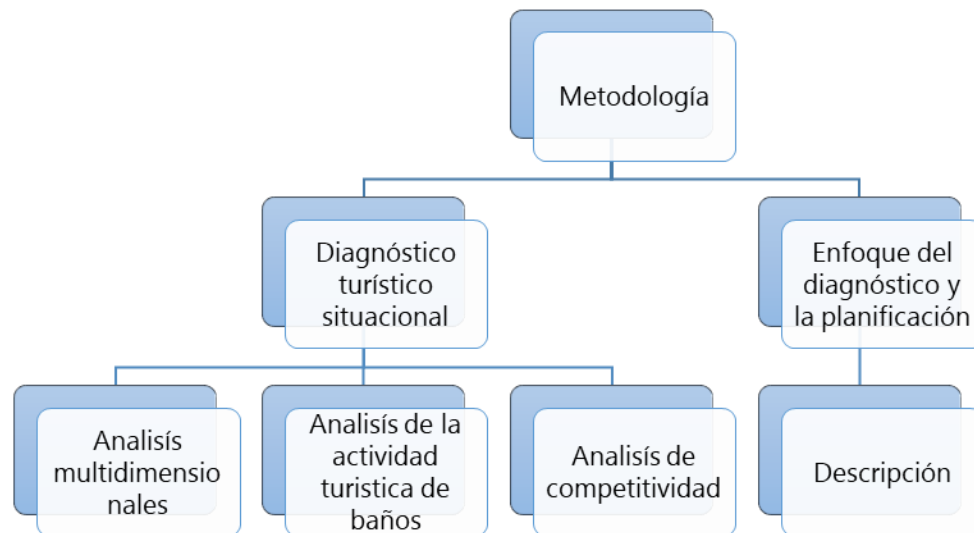 Metodología
Diagnóstico
turístico
situacional
Enfoque del
diagnóstico y
la planificación
Analisís
multidimensio
nales
Analisís de la
actividad
turistica de
baños
Analisís de
competitividad
Descripción